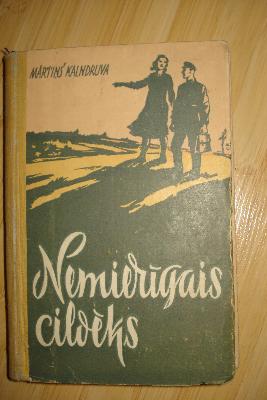 MĀRTIŅŠ KALNDRUVA
Nemierīgais
cilvēks